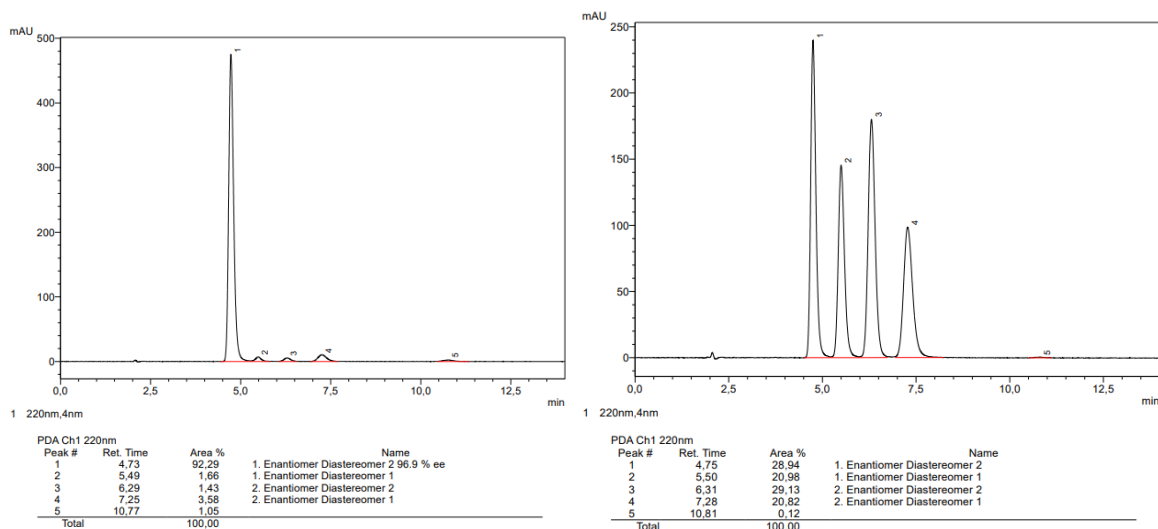 mAU
500
400
300
200
100
0
1
2
3
4
5
0,0 2,5 5,0 7,5 10,0 12,5
min
1 220nm,4nm
PDA Ch1 220nm
Peak # Ret. Time Area % Name
1 4,73 92,29 1. Enantiomer Diastereomer 2 96.9 % ee
2 5,49 1,66 1. Enantiomer Diastereomer 1
3 6,29 1,43 2. Enantiomer Diastereomer 2
4 7,25 3,58 2. Enantiomer Diastereomer 1
5 10,77 1,05
Total 100,00
mAU
250
200
150
100
50
0
1
2
3
4
5
0,0 2,5 5,0 7,5 10,0 12,5
min
1 220nm,4nm
PDA Ch1 220nm
Peak # Ret. Time Area % Name
1 4,75 28,94 1. Enantiomer Diastereomer 2
2 5,50 20,98 1. Enantiomer Diastereomer 1
3 6,31 29,13 2. Enantiomer Diastereomer 2
4 7,28 20,82 2. Enantiomer Diastereomer 1
5 10,81 0,12
Total 100,00